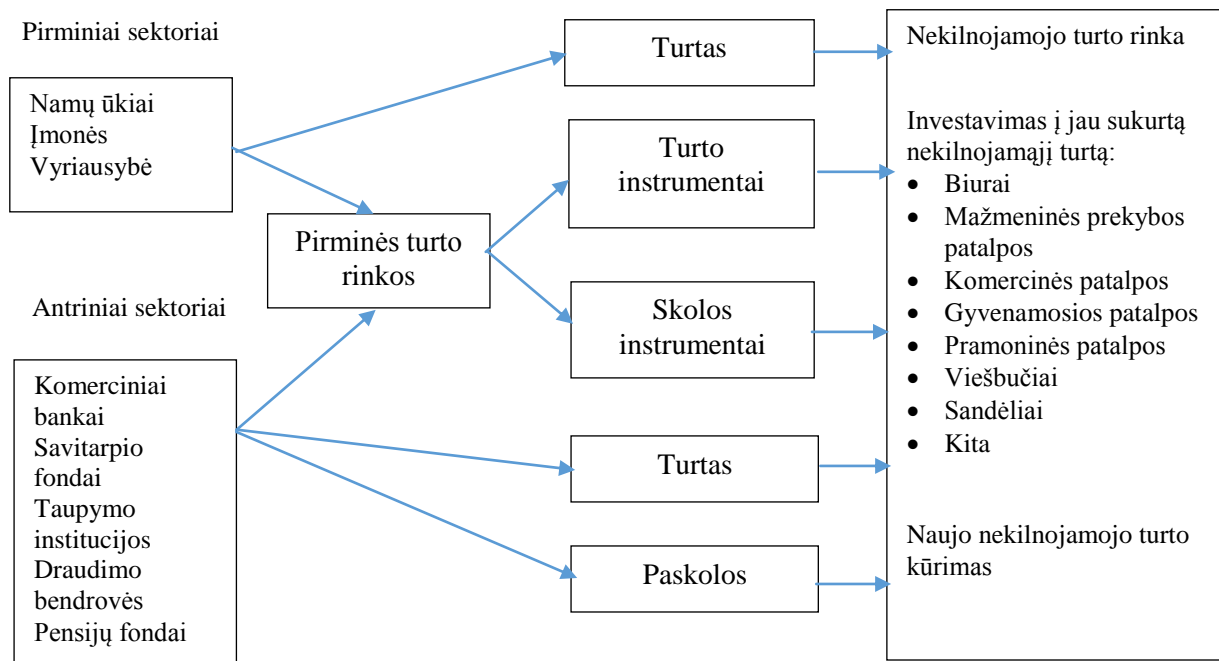 Pirminiai sektoriai
Namų ūkiai
Įmonės
Vyriausybė
Antriniai sektoriai
Komerciniai
bankai
Savitarpio
fondai
Taupymo
institucijos
Draudimo
bendrovės
Pensijų fondai
Pirminės turto
rinkos
Turtas
Turto
instrumentai
Skolos
instrumentai
Turtas
Paskolos
Nekilnojamojo turto rinka
Investavimas į jau sukurtą
nekilnojamąjį turtą:
• Biurai
• Mažmeninės prekybos
patalpos
• Komercinės patalpos
• Gyvenamosios patalpos
• Pramoninės patalpos
• Viešbučiai
• Sandėliai
• Kita
Naujo nekilnojamojo turto
kūrimas